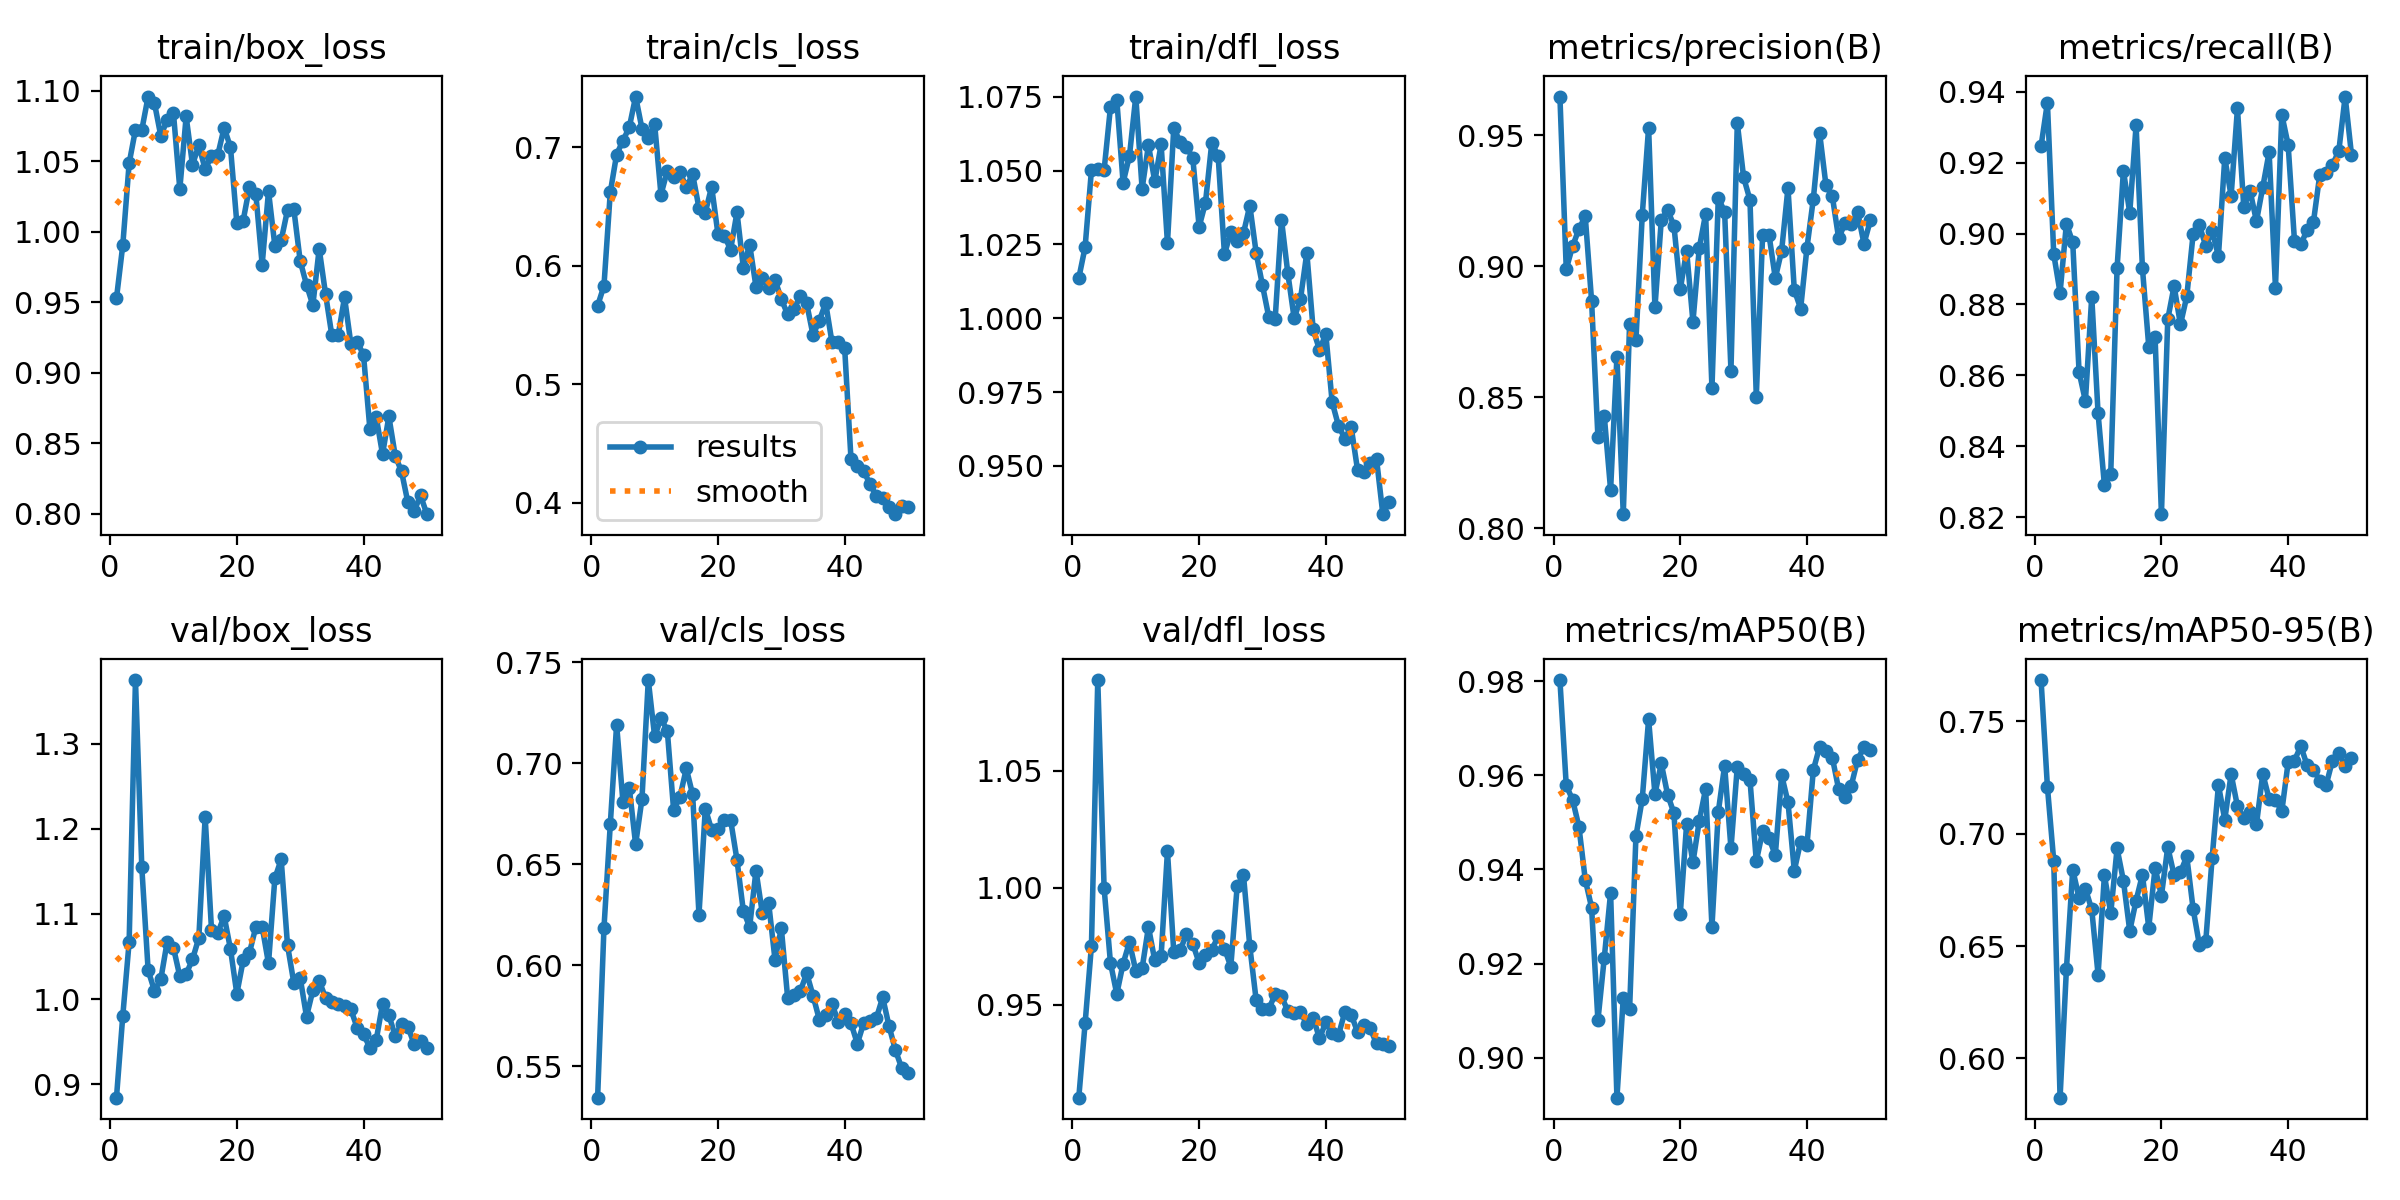 train/box_loss
train/cls_loss
train/dfl_loss
metrics/precision(B)
metrics/recall(B)
1.10
1.05
1.00
0.95
0.90
0.85
0.80
0 20 40
0.7
0.6
0.5
0.4
results
smooth
0 20 40
1.075
1.050
1.025
1.000
0.975
0.950
0 20 40
0.95
0.90
0.85
0.80
0 20 40
0.94
0.92
0.90
0.88
0.86
0.84
0.82
0 20 40
val/box_loss
val/cls_loss
val/dfl_loss
metrics/mAP50(B)
metrics/mAP50-95(B)
1.3
1.2
1.1
1.0
0.9
0 20 40
0.75
0.70
0.65
0.60
0.55
0 20 40
1.05
1.00
0.95
0 20 40
0.98
0.96
0.94
0.92
0.90
0 20 40
0.75
0.70
0.65
0.60
0 20 40